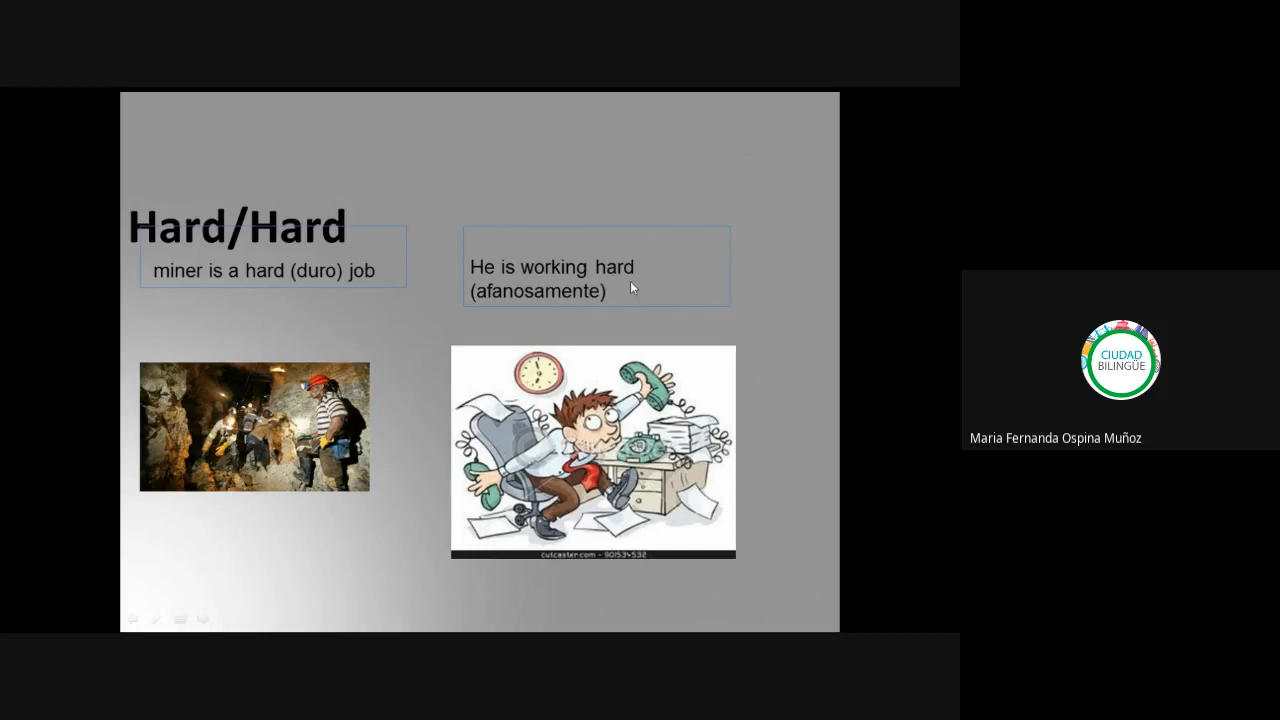 Hard/Hard
miner is a hard (duro) job
He is working hard
(afanosamente)
cutcaster.com - 901534532
CIUDAD
BILINGÜE
Maria Fernanda Ospina Muñoz